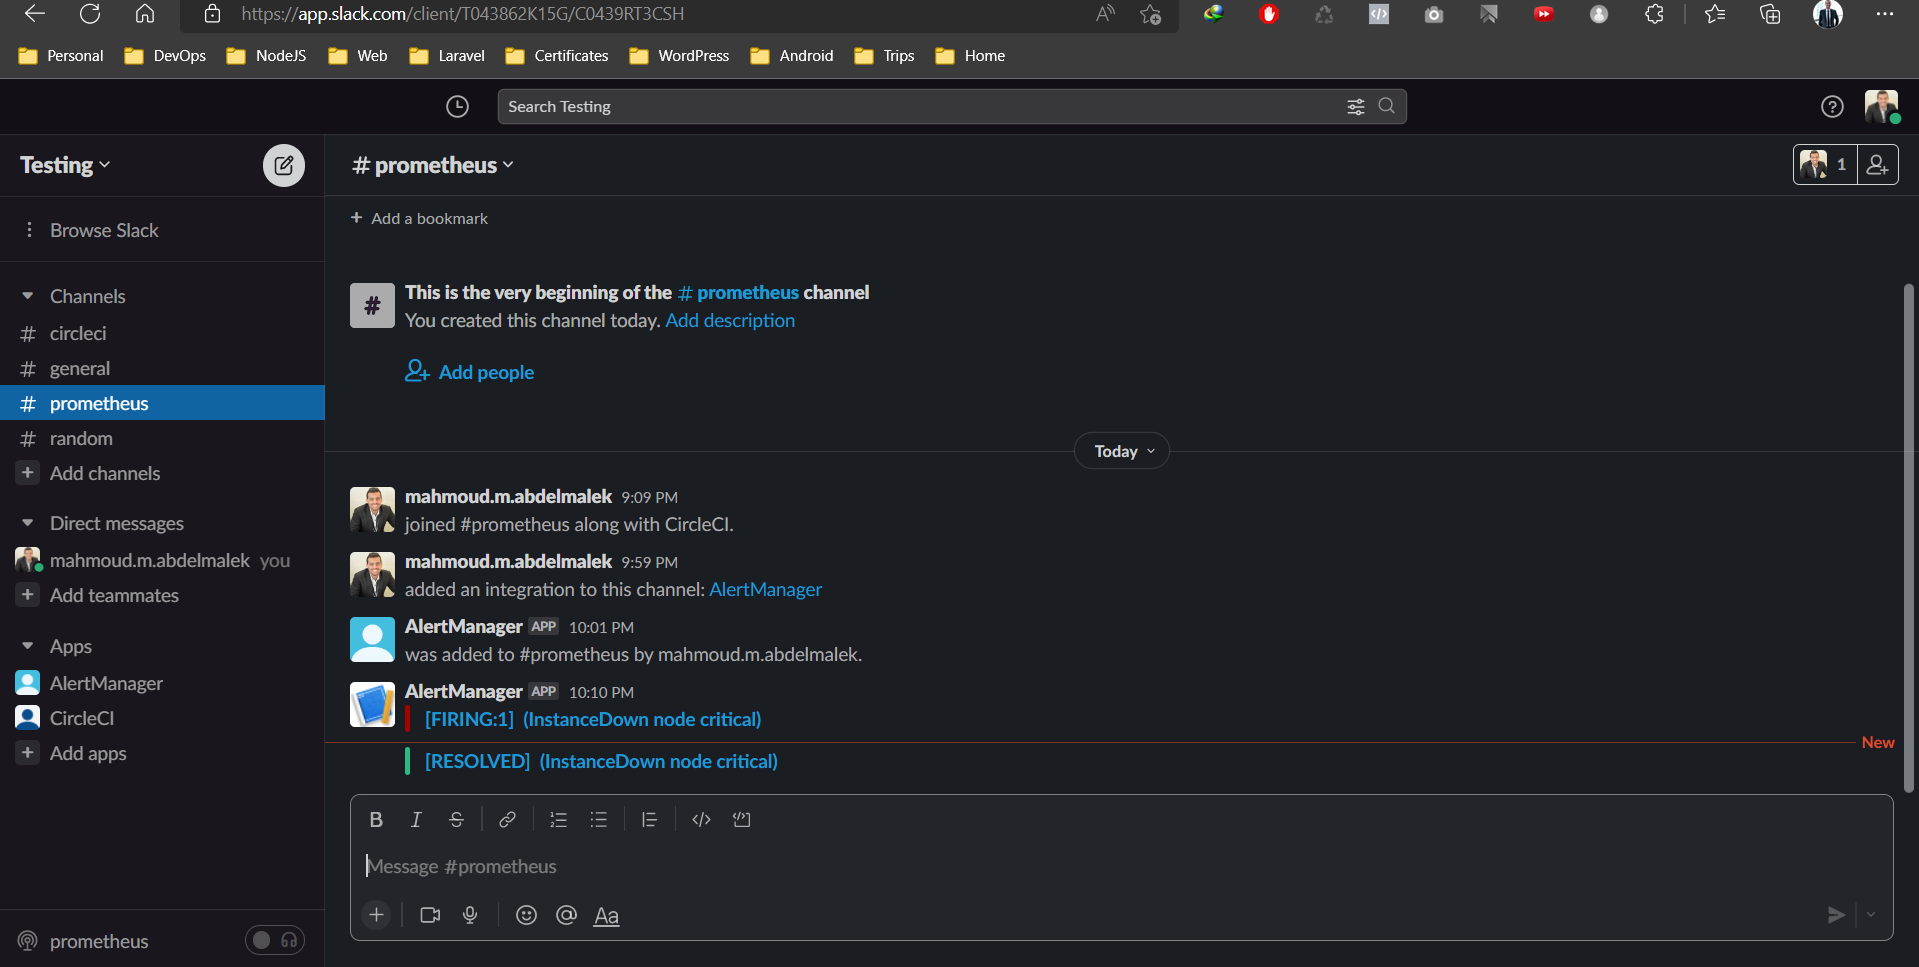 https://app.slack.com/client/T043862K15G/C0439RT3CSH
Personal DevOps NodeJS Web Laravel Certificates WordPress Android Trips Home
Search Testing
Testing
# prometheus
1
Add a bookmark
Browse Slack
Channels
# circleci
# general
# prometheus
# random
+ Add channels
Direct messages
mahmoud.m.abdelmalek you
+ Add teammates
Apps
AlertManager
CircleCI
+ Add apps
prometheus
#
This is the very beginning of the # prometheus channel
You created this channel today. Add description
Add people
Today
mahmoud.m.abdelmalek 9:09 PM
joined #prometheus along with CircleCI.
mahmoud.m.abdelmalek 9:59 PM
added an integration to this channel: AlertManager
AlertManager APP 10:01 PM
was added to #prometheus by mahmoud.m.abdelmalek.
AlertManager APP 10:10 PM
[FIRING:1] (InstanceDown node critical)
New
[RESOLVED] (InstanceDown node critical)
B I S
Message #prometheus
+ @ Aa